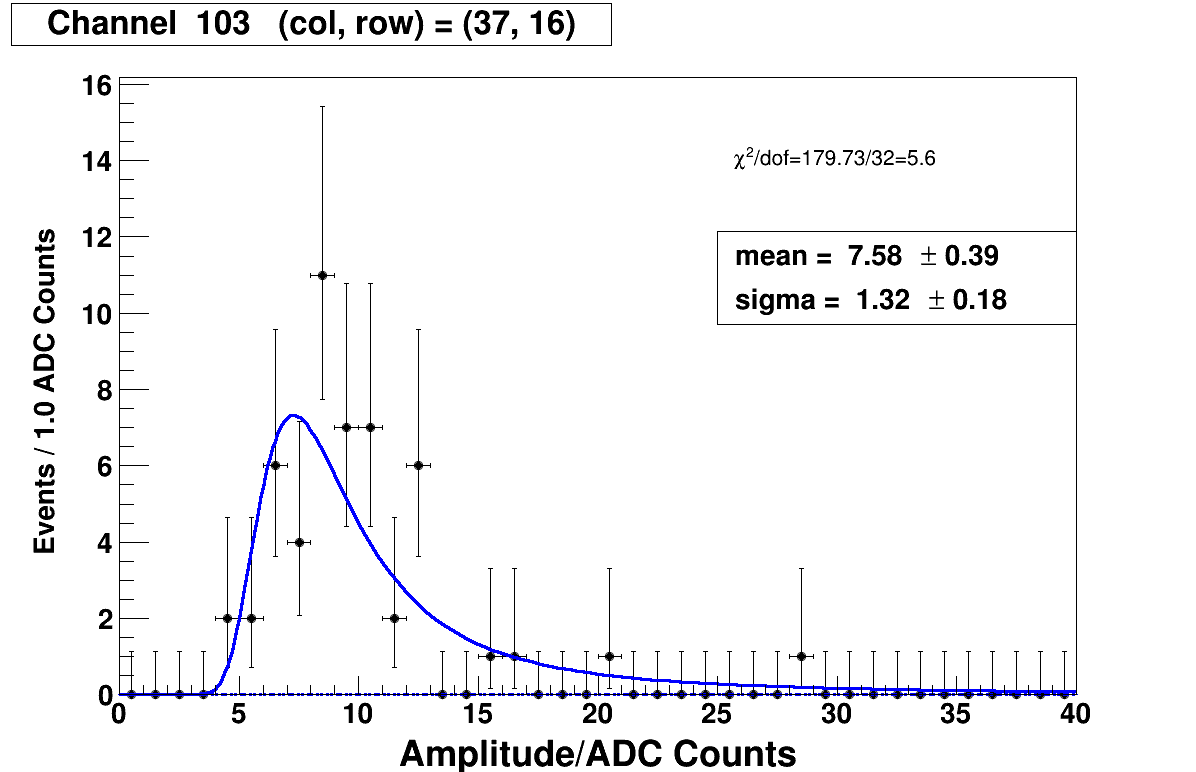 Channel  103   (col, row) = (37, 16)
16
14
12
10
8
6
4
2
0
Events / 1.0 ADC Counts
χ²/dof=179.73/32=5.6
mean =  7.58  ± 0.39
sigma =  1.32  ± 0.18
0 5 10 15 20 25 30 35 40
Amplitude/ADC Counts